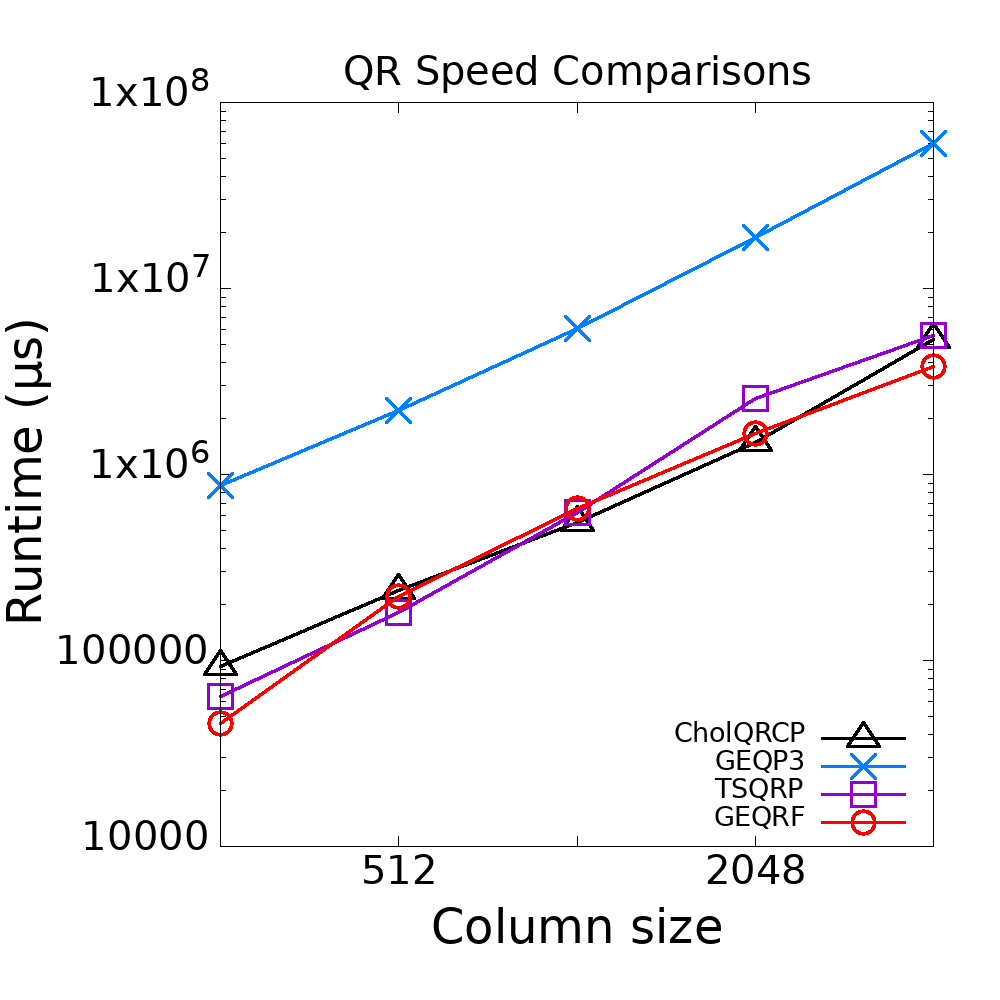 QR Speed Comparisons
1x10⁸
1x10⁷
1x10⁶
100000
10000
Runtime (µs)
512
2048
Column size
CholQRCP
GEQP3
TSQRP
GEQRF